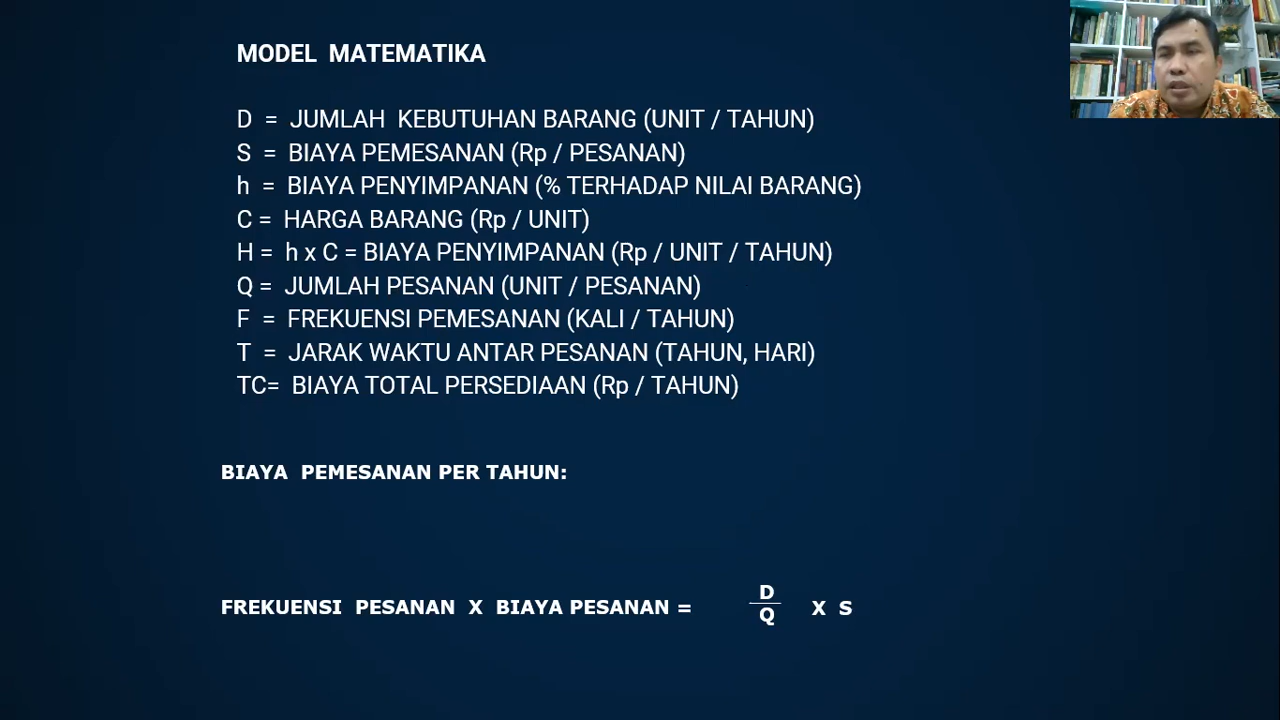 MODEL MATEMATIKA
D = JUMLAH KEBUTUHAN BARANG (UNIT / TAHUN)
S = BIAYA PEMESANAN (Rp / PESANAN)
h = BIAYA PENYIMPANAN (% TERHADAP NILAI BARANG)
C = HARGA BARANG (Rp / UNIT)
H = h x C = BIAYA PENYIMPANAN (Rp / UNIT / TAHUN)
Q = JUMLAH PESANAN (UNIT / PESANAN)
F = FREKUENSI PEMESANAN (KALI / TAHUN)
T = JARAK WAKTU ANTAR PESANAN (TAHUN, HARI)
TC= BIAYA TOTAL PERSEDIAAN (Rp / TAHUN)
BIAYA PEMESANAN PER TAHUN:
FREKUENSI PESANAN X BIAYA PESANAN = D/Q X S